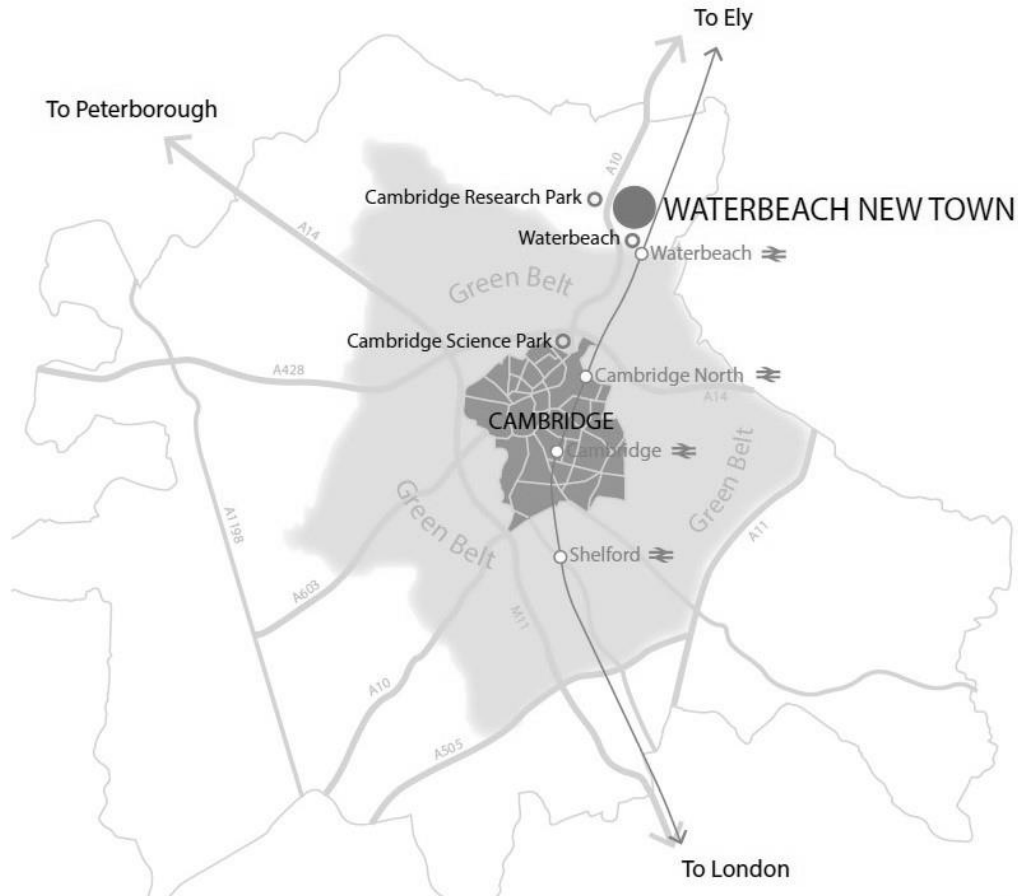 To Ely
To Peterborough
A10
Cambridge Research Park
WATERBEACH NEW TOWN
A14
Waterbeach
Waterbeach
Green Belt
Cambridge Science Park
A428
Cambridge North
A14
CAMBRIDGE
Cambridge
Green Belt
Green Belt
A1198
A11
Shelford
A603
M11
A10
A505
To London